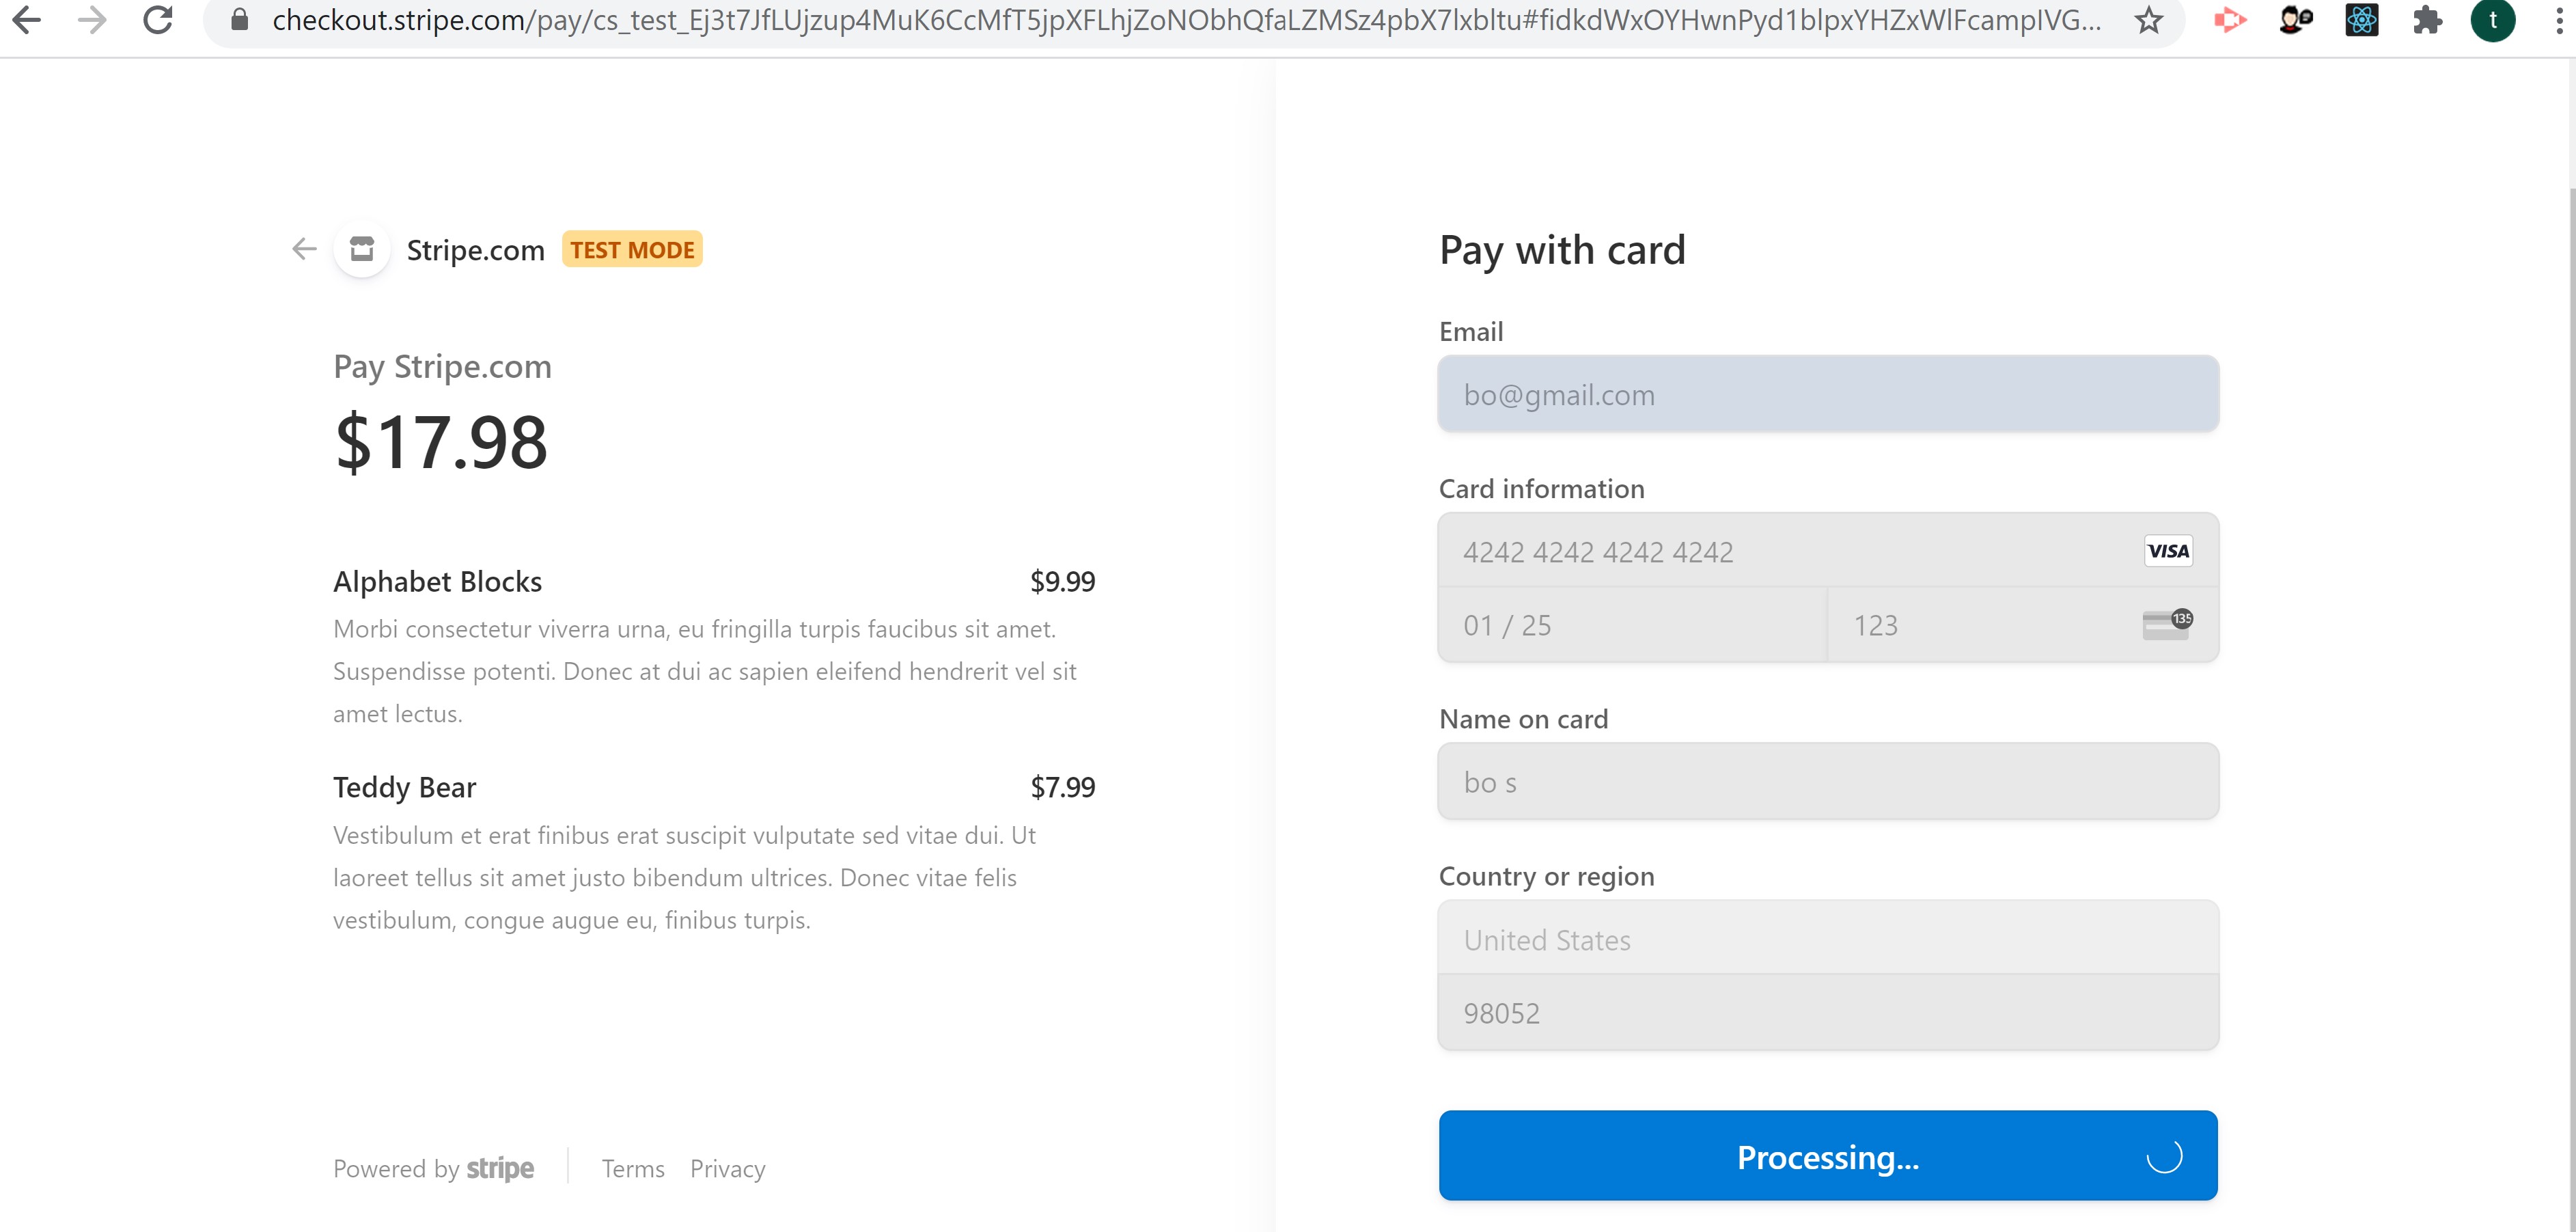 checkout.stripe.com/pay/cs_test_Ej3t7JfLUjzup4MuK6CcMfT5jpXFLhjZoNObhQfaLZMSz4pbX7lxbltu#fidkdWxOYHwnPyd1blpxYHZxWlFcampIVG...
t
Stripe.com TEST MODE
Pay Stripe.com
$17.98
Alphabet Blocks $9.99
Morbi consectetur viverra urna, eu fringilla turpis faucibus sit amet.
Suspendisse potenti. Donec at dui ac sapien eleifend hendrerit vel sit
amet lectus.
Teddy Bear $7.99
Vestibulum et erat finibus erat suscipit vulputate sed vitae dui. Ut
laoreet tellus sit amet justo bibendum ultrices. Donec vitae felis
vestibulum, congue augue eu, finibus turpis.
Powered by stripe Terms Privacy
Pay with card
Email
bo@gmail.com
Card information
4242 4242 4242 4242 VISA
01 / 25 123 135
Name on card
bo s
Country or region
United States
98052
Processing...